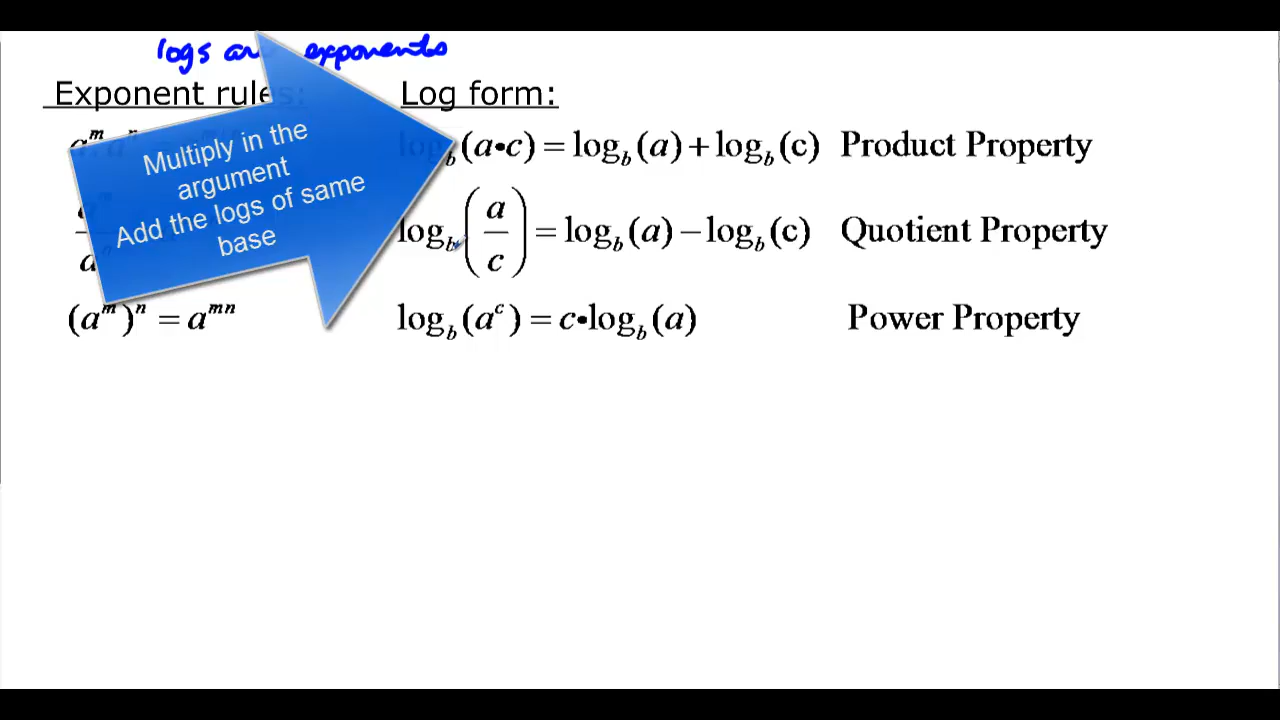 logs exponents
Exponent rules: Log form:
Multiply in the
argument
Add the logs of same
base
log_b(a•c) = log_b(a) + log_b(c) Product Property
log_b(a/c) = log_b(a) − log_b(c) Quotient Property
(a^m)^n = a^{mn} log_b(a^c) = c•log_b(a) Power Property